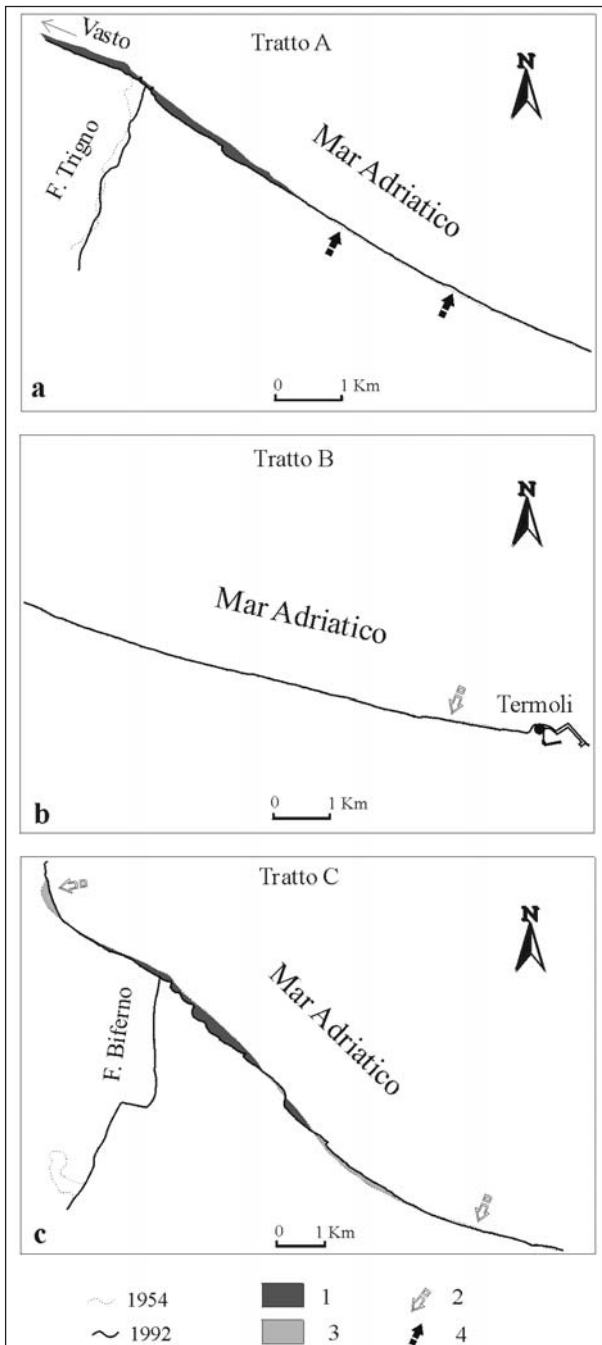 Vasto
Tratto A
N
F. Trigno
Mar Adriatico
0 1 Km
a
Tratto B
N
Mar Adriatico
Termoli
0 1 Km
b
Tratto C
N
Mar Adriatico
F. Biferno
0 1 Km
c
1954 1 2
1992 3 4